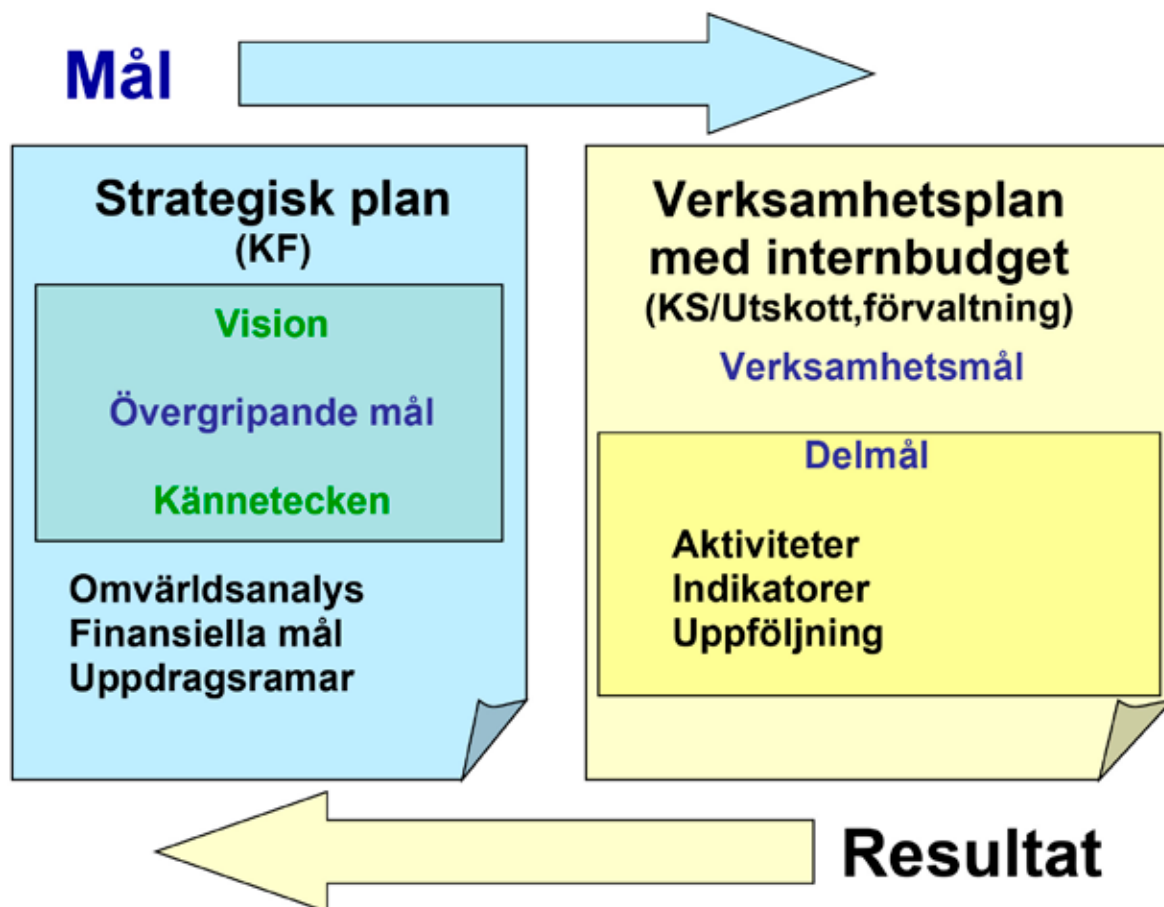 Mål
Strategisk plan
(KF)
Vision
Övergripande mål
Kännetecken
Omvärldsanalys
Finansiella mål
Uppdragsramar
Verksamhetsplan
med internbudget
(KS/Utskott,förvaltning)
Verksamhetsmål
Delmål
Aktiviteter
Indikatorer
Uppföljning
Resultat